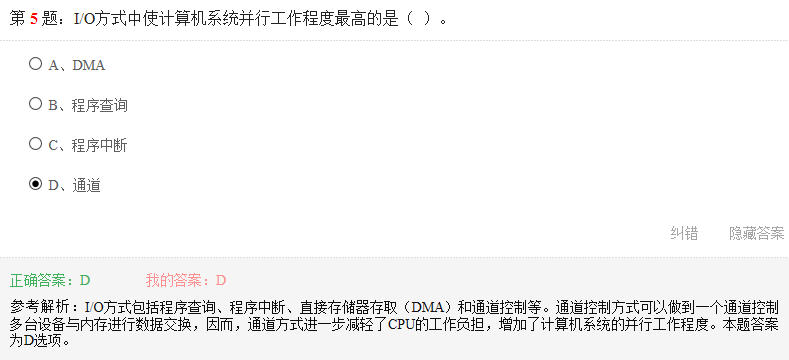 第 5 题：I/O方式中使计算机系统并行工作程度最高的是（ ）。
A、DMA
B、程序查询
C、程序中断
D、通道
纠错 隐藏答案
正确答案：D 我的答案：D
参考解析：I/O方式包括程序查询、程序中断、直接存储器存取（DMA）和通道控制等。通道控制方式可以做到一个通道控制
多台设备与内存进行数据交换，因而，通道方式进一步减轻了CPU的工作负担，增加了计算机系统的并行工作程度。本题答案
为D选项。